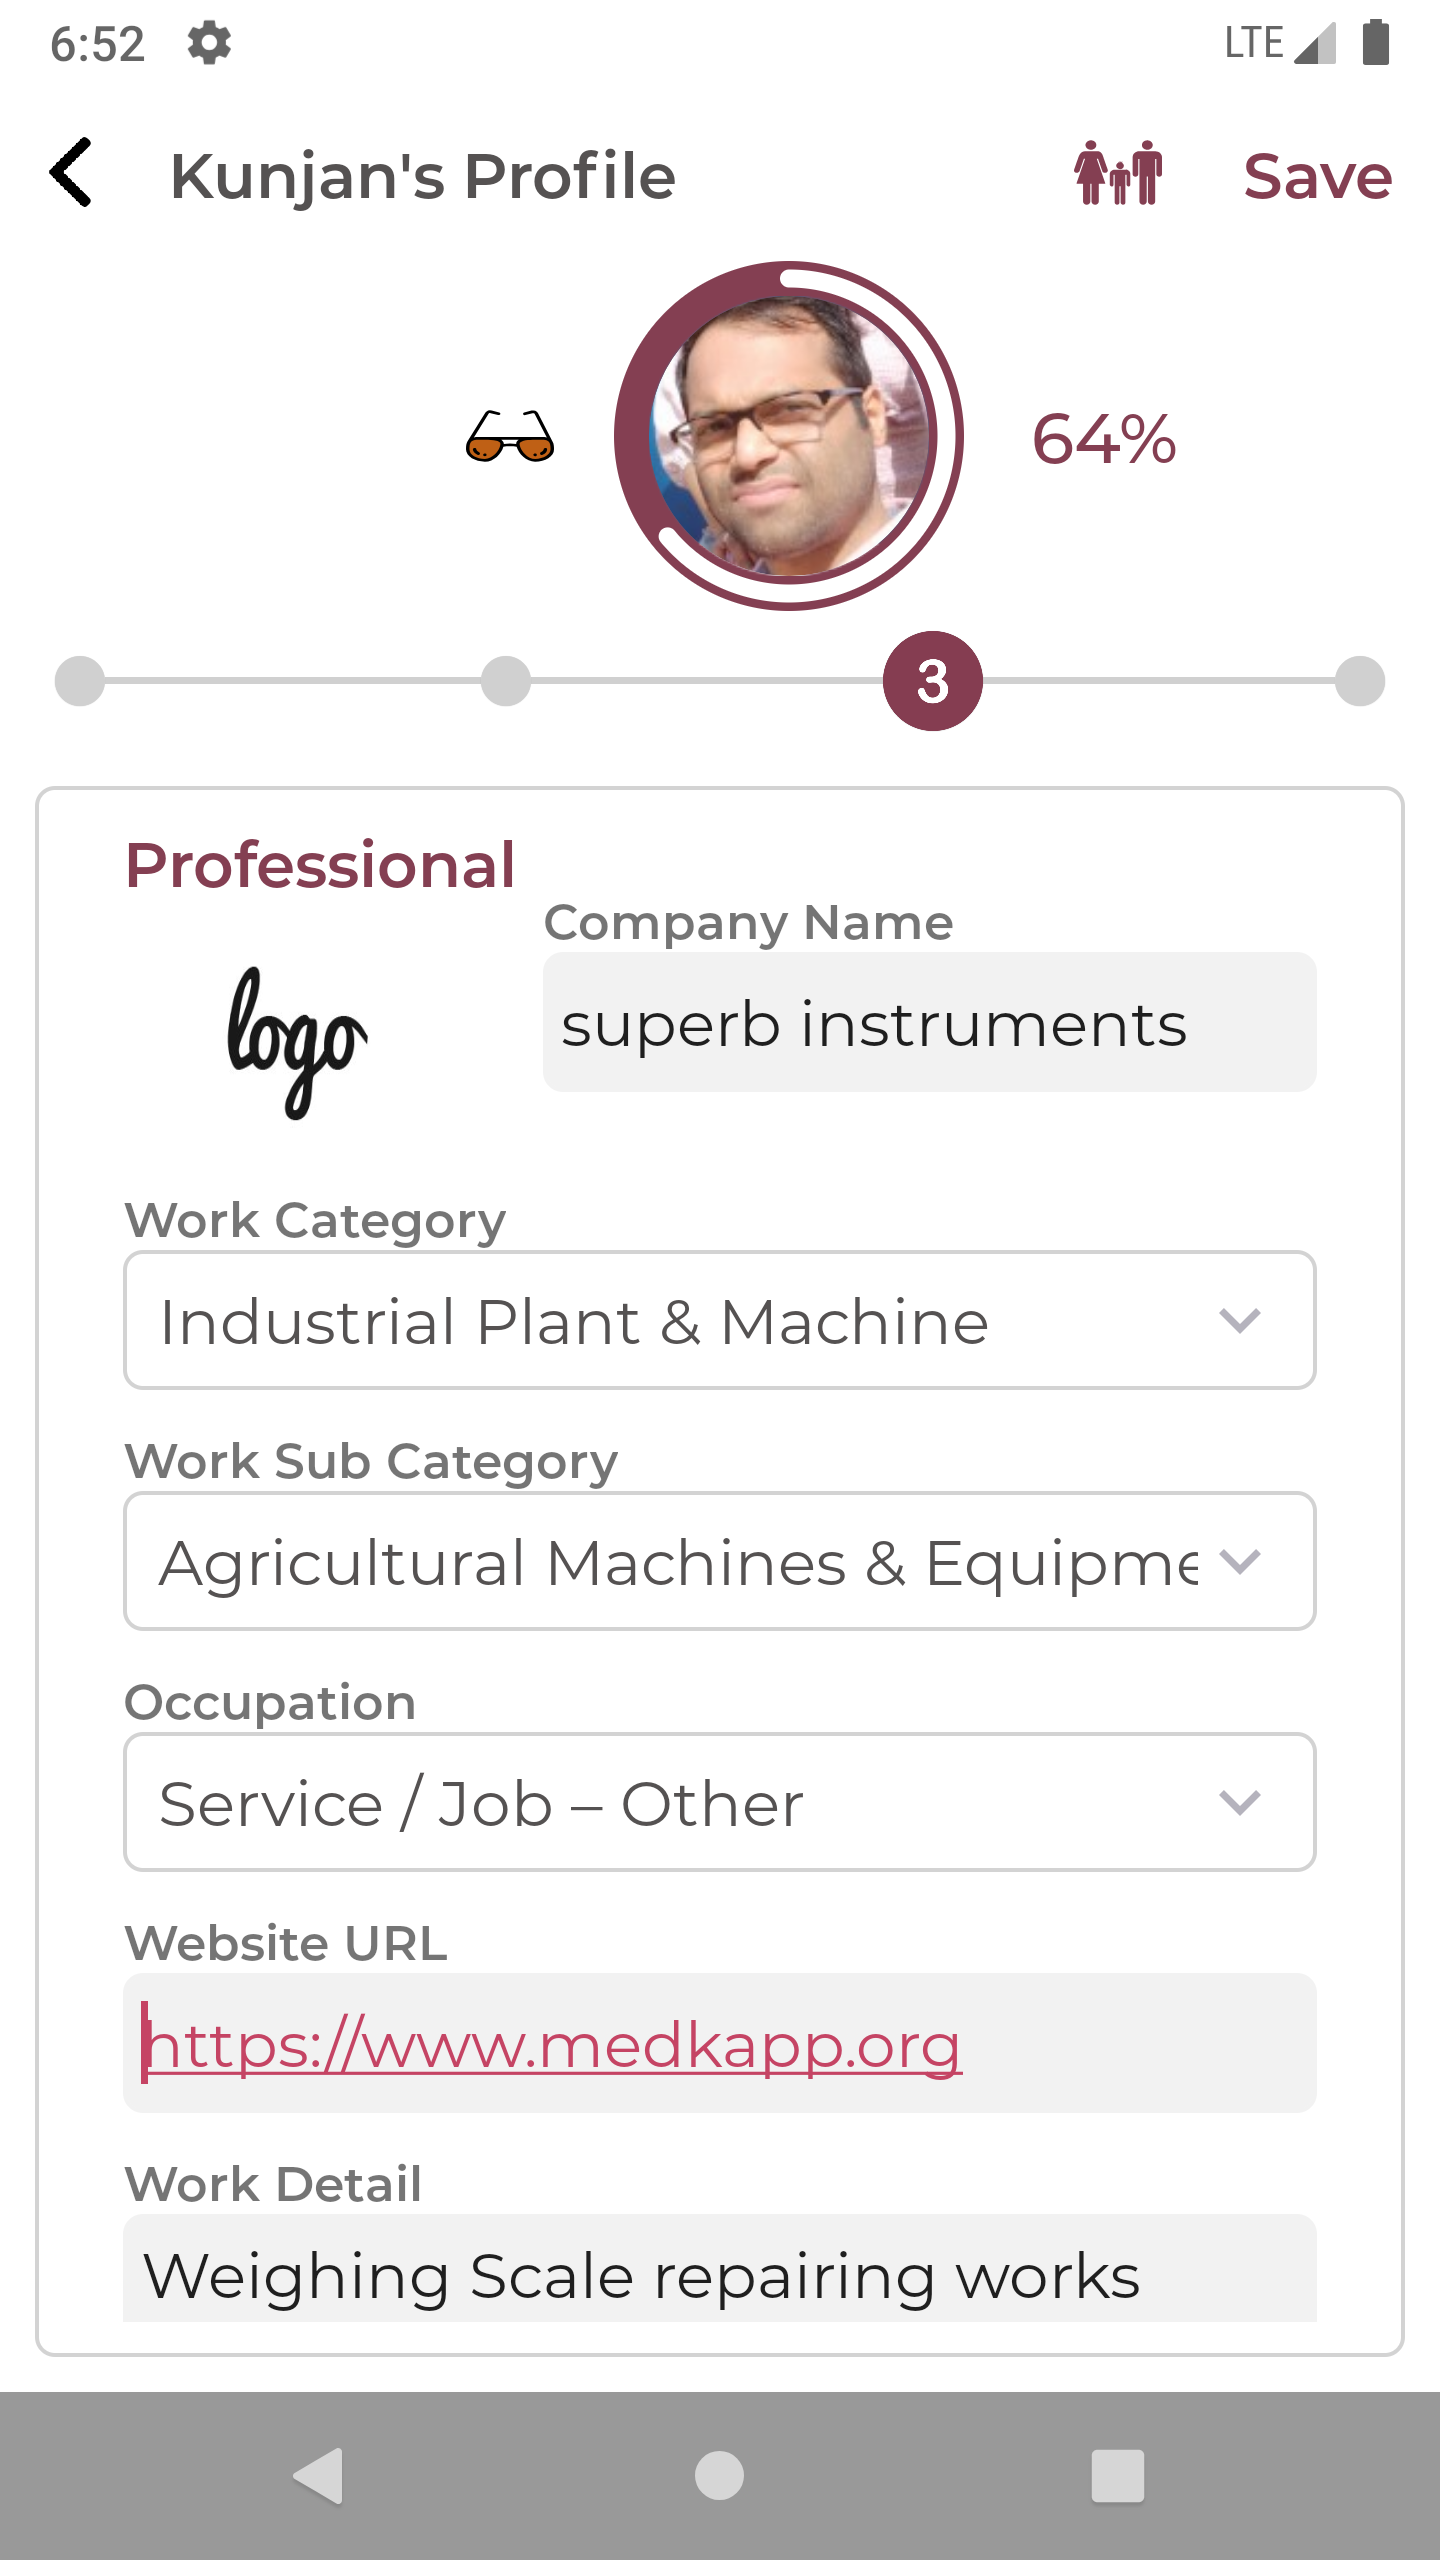 6:52 LTE
Kunjan's Profile Save
64%
3
Professional
Company Name
logo superb instruments
Work Category
Industrial Plant & Machine
Work Sub Category
Agricultural Machines & Equipme
Occupation
Service / Job – Other
Website URL
https://www.medkapp.org
Work Detail
Weighing Scale repairing works